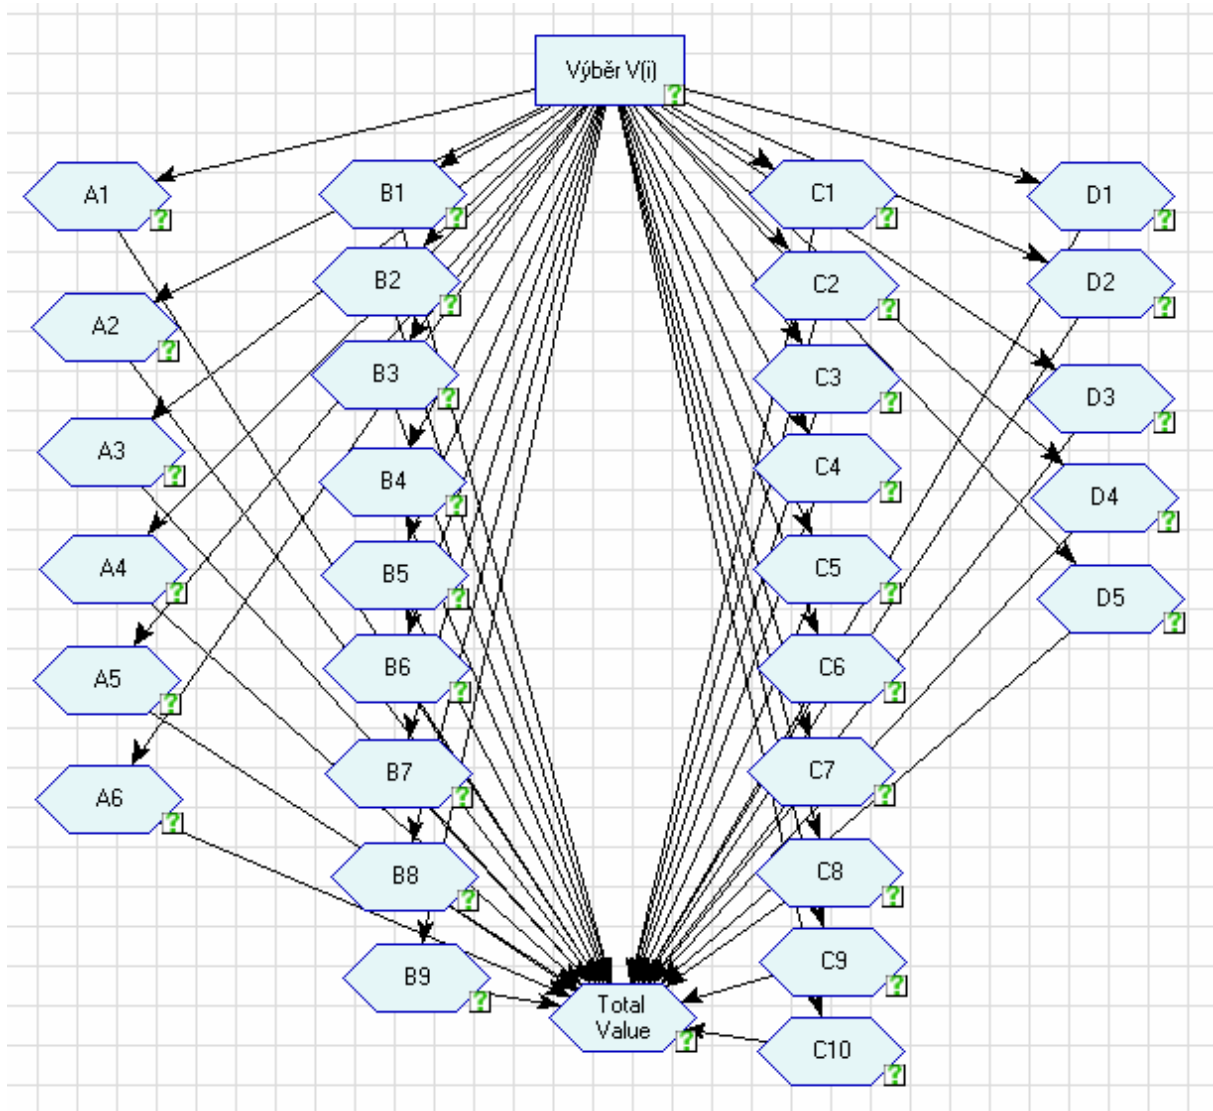 Výběr V(i)
?
A1
?
B1
?
C1
?
D1
?
B2
?
C2
?
D2
?
A2
?
B3
?
C3
?
D3
?
A3
?
B4
?
C4
?
D4
?
A4
?
B5
?
C5
?
D5
?
A5
?
B6
?
C6
?
A6
?
B7
?
C7
?
B8
?
C8
?
B9
?
C9
?
Total
Value
?
C10
?